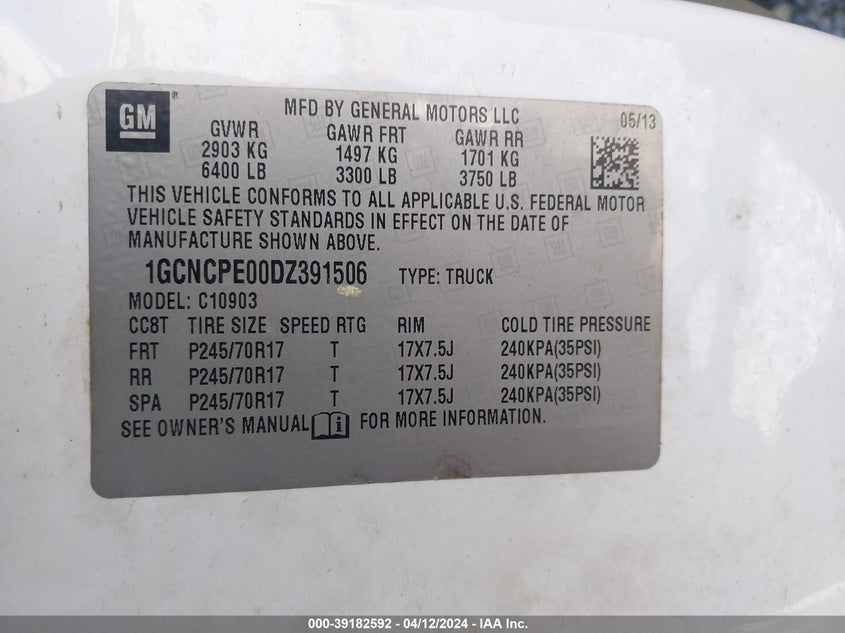 GM
MFD BY GENERAL MOTORS LLC 05/13
GVWR GAWR FRT GAWR RR
2903 KG 1497 KG 1701 KG
6400 LB 3300 LB 3750 LB
THIS VEHICLE CONFORMS TO ALL APPLICABLE U.S. FEDERAL MOTOR
VEHICLE SAFETY STANDARDS IN EFFECT ON THE DATE OF
MANUFACTURE SHOWN ABOVE.
1GCNCPE00DZ391506 TYPE: TRUCK
MODEL: C10903
CC8T TIRE SIZE SPEED RTG RIM COLD TIRE PRESSURE
FRT P245/70R17 T 17X7.5J 240KPA(35PSI)
RR P245/70R17 T 17X7.5J 240KPA(35PSI)
SPA P245/70R17 T 17X7.5J 240KPA(35PSI)
SEE OWNER'S MANUAL FOR MORE INFORMATION.
000-39182592 - 04/12/2024 - IAA Inc.